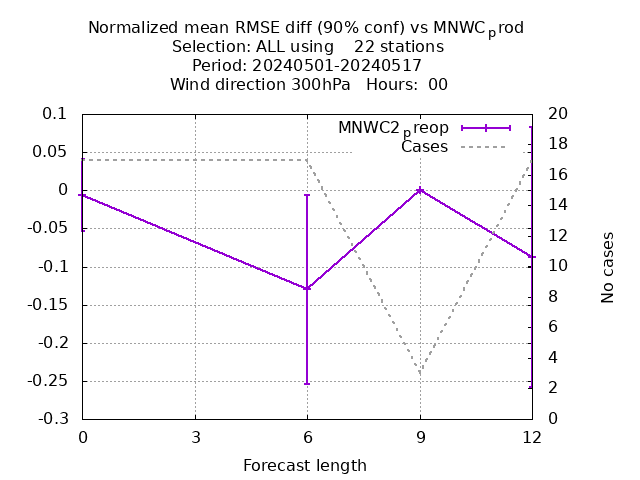 Normalized mean RMSE diff (90% conf) vs MNWCprod
Selection: ALL using 22 stations
Period: 20240501-20240517
Wind direction 300hPa Hours: 00
MNWC2preop
Cases
0.1
0.05
0
-0.05
-0.1
-0.15
-0.2
-0.25
-0.3
20
18
16
14
12
10
8
6
4
2
0
No cases
0 3 6 9 12
Forecast length